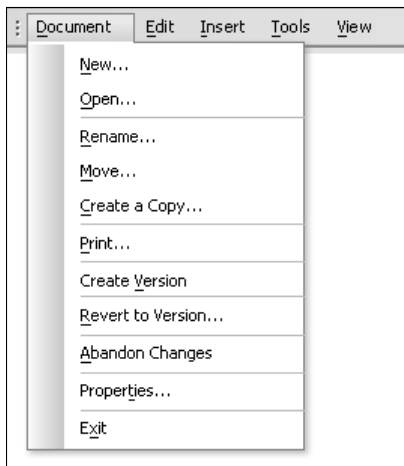 Document Edit Insert Tools View
New...
Open...
Rename...
Move...
Create a Copy...
Print...
Create Version
Revert to Version...
Abandon Changes
Properties...
Exit